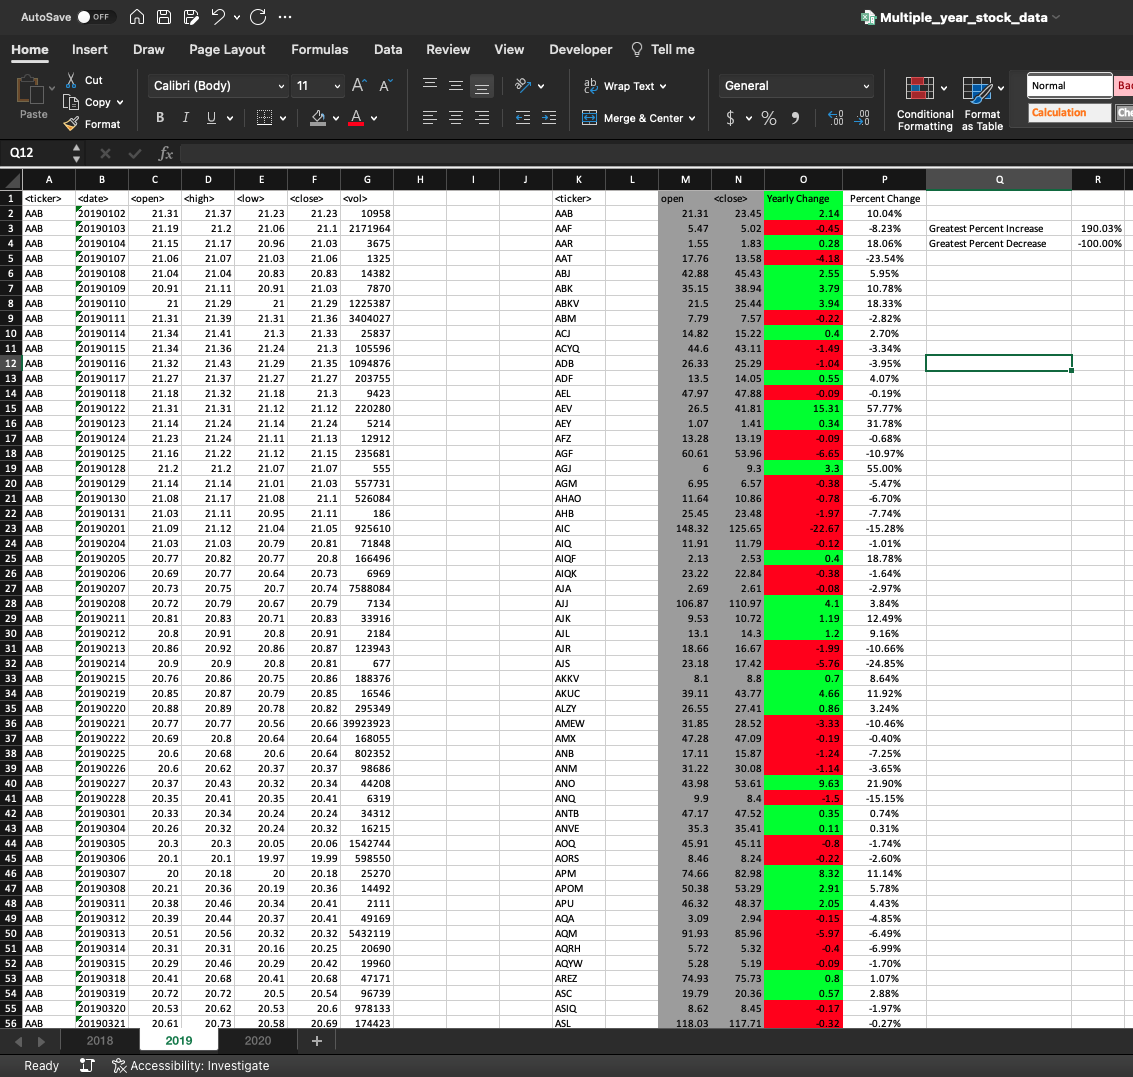 AutoSave OFF Multiple_year_stock_data
Home Insert Draw Page Layout Formulas Data Review View Developer Tell me
Paste Cut Copy Format Calibri (Body) 11 Wrap Text General Conditional Formatting Format as Table Normal
B I U Merge & Center $ % Calculation
Q12 fx
A B C D E F G H I J K L M N O P Q R
1 <ticker> <date> <open> <high> <low> <close> <vol> <ticker> open <close> Yearly Change Percent Change
2 AAB 20190102 21.31 21.37 21.23 21.23 10958 AAB 21.31 23.45 2.14 10.04%
3 AAB 20190103 21.19 21.2 21.06 21.1 2171964 AAF 5.47 5.02 -0.45 -8.23% Greatest Percent Increase 190.03%
4 AAB 20190104 21.15 21.17 20.96 21.03 3675 AAR 1.55 1.83 0.28 18.06% Greatest Percent Decrease -100.00%
5 AAB 20190107 21.06 21.07 21.03 21.06 1325 AAT 17.76 13.58 -4.18 -23.54%
6 AAB 20190108 21.04 21.04 20.83 20.83 14382 ABJ 42.88 45.43 2.55 5.95%
7 AAB 20190109 20.91 21.11 20.91 21.03 7870 ABK 35.15 38.94 3.79 10.78%
8 AAB 20190110 21 21.29 21 21.29 1225387 ABKV 21.5 25.44 3.94 18.33%
9 AAB 20190111 21.31 21.39 21.31 21.36 3404027 ABM 7.79 7.57 -0.22 -2.82%
10 AAB 20190114 21.34 21.41 21.3 21.33 25837 ACJ 14.82 15.22 0.4 2.70%
11 AAB 20190115 21.34 21.36 21.24 21.3 105596 ACYQ 44.6 43.11 -1.49 -3.34%
12 AAB 20190116 21.32 21.43 21.29 21.35 1094876 ADB 26.33 25.29 -1.04 -3.95%
13 AAB 20190117 21.27 21.37 21.27 21.27 203755 ADF 13.5 14.05 0.55 4.07%
14 AAB 20190118 21.18 21.32 21.18 21.3 9423 AEL 47.97 47.88 -0.09 -0.19%
15 AAB 20190122 21.31 21.31 21.12 21.12 220280 AEV 26.5 41.81 15.31 57.77%
16 AAB 20190123 21.14 21.24 21.14 21.24 5214 AEY 1.07 1.41 0.34 31.78%
17 AAB 20190124 21.23 21.24 21.11 21.13 12912 AFZ 13.28 13.19 -0.09 -0.68%
18 AAB 20190125 21.16 21.22 21.12 21.15 235681 AGF 60.61 53.96 -6.65 -10.97%
19 AAB 20190128 21.2 21.2 21.07 21.07 555 AGJ 6 9.3 3.3 55.00%
20 AAB 20190129 21.14 21.14 21.01 21.03 557731 AGM 6.95 6.57 -0.38 -5.47%
21 AAB 20190130 21.08 21.17 21.08 21.1 526084 AHAO 11.64 10.86 -0.78 -6.70%
22 AAB 20190131 21.03 21.11 20.95 21.11 186 AHB 25.45 23.48 -1.97 -7.74%
23 AAB 20190201 21.09 21.12 21.04 21.05 925610 AIC 148.32 125.65 -22.67 -15.28%
24 AAB 20190204 21.03 21.03 20.79 20.81 71848 AIQ 11.91 11.79 -0.12 -1.01%
25 AAB 20190205 20.77 20.82 20.77 20.8 166496 AIQF 2.13 2.53 0.4 18.78%
26 AAB 20190206 20.69 20.77 20.64 20.73 6969 AIQK 23.22 22.84 -0.38 -1.64%
27 AAB 20190207 20.73 20.75 20.7 20.74 7588084 AJA 2.69 2.61 -0.08 -2.97%
28 AAB 20190208 20.72 20.79 20.67 20.79 7134 AJJ 106.87 110.97 4.1 3.84%
29 AAB 20190211 20.81 20.83 20.71 20.83 33916 AJK 9.53 10.72 1.19 12.49%
30 AAB 20190212 20.8 20.91 20.8 20.91 2184 AJL 13.1 14.3 1.2 9.16%
31 AAB 20190213 20.86 20.92 20.86 20.87 123943 AJR 18.66 16.67 -1.99 -10.66%
32 AAB 20190214 20.9 20.9 20.8 20.81 677 AJS 23.18 17.42 -5.76 -24.85%
33 AAB 20190215 20.76 20.86 20.75 20.86 188376 AKKV 8.1 8.8 0.7 8.64%
34 AAB 20190219 20.85 20.87 20.79 20.85 16546 AKUC 39.11 43.77 4.66 11.92%
35 AAB 20190220 20.88 20.89 20.78 20.82 295349 ALZY 26.55 27.41 0.86 3.24%
36 AAB 20190221 20.77 20.77 20.56 20.66 39923923 AMEW 31.85 28.52 -3.33 -10.46%
37 AAB 20190222 20.69 20.8 20.64 20.64 168055 AMX 47.28 47.09 -0.19 -0.40%
38 AAB 20190225 20.6 20.68 20.6 20.64 802352 ANB 17.11 15.87 -1.24 -7.25%
39 AAB 20190226 20.6 20.62 20.37 20.37 98686 ANM 31.22 30.08 -1.14 -3.65%
40 AAB 20190227 20.37 20.43 20.32 20.34 44208 ANO 43.98 53.61 9.63 21.90%
41 AAB 20190228 20.35 20.41 20.35 20.41 6319 ANQ 9.9 8.4 -1.5 -15.15%
42 AAB 20190301 20.33 20.34 20.24 20.24 34312 ANTB 47.17 47.52 0.35 0.74%
43 AAB 20190304 20.26 20.32 20.24 20.32 16215 ANVE 35.3 35.41 0.11 0.31%
44 AAB 20190305 20.3 20.3 20.05 20.06 1542744 AOQ 45.91 45.11 -0.8 -1.74%
45 AAB 20190306 20.1 20.1 19.97 19.99 598550 AORS 8.46 8.24 -0.22 -2.60%
46 AAB 20190307 20 20.18 20 20.18 25270 APM 74.66 82.98 8.32 11.14%
47 AAB 20190308 20.21 20.36 20.19 20.36 14492 APOM 50.38 53.29 2.91 5.78%
48 AAB 20190311 20.38 20.46 20.34 20.41 2111 APU 46.32 48.37 2.05 4.43%
49 AAB 20190312 20.39 20.44 20.37 20.41 49169 AQA 3.09 2.94 -0.15 -4.85%
50 AAB 20190313 20.51 20.56 20.32 20.32 5432119 AQM 91.93 85.96 -5.97 -6.49%
51 AAB 20190314 20.31 20.31 20.16 20.25 20690 AQRH 5.72 5.32 -0.4 -6.99%
52 AAB 20190315 20.29 20.46 20.29 20.42 19960 AQYW 5.28 5.19 -0.09 -1.70%
53 AAB 20190318 20.41 20.68 20.41 20.68 47171 AREZ 74.93 75.73 0.8 1.07%
54 AAB 20190319 20.72 20.72 20.5 20.54 96739 ASC 19.79 20.36 0.57 2.88%
55 AAB 20190320 20.53 20.62 20.53 20.6 978133 ASIQ 8.62 8.45 -0.17 -1.97%
56 AAB 20190321 20.61 20.73 20.58 20.69 174423 ASL 118.03 117.71 -0.32 -0.27%
2018 2019 2020 +
Ready Accessibility: Investigate